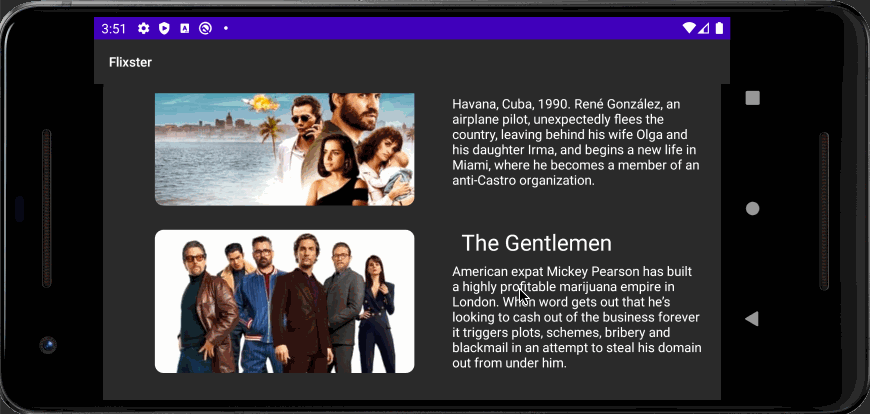 3:51
Flixster
Havana, Cuba, 1990. René González, an
airplane pilot, unexpectedly flees the
country, leaving behind his wife Olga and
his daughter Irma, and begins a new life in
Miami, where he becomes a member of an
anti-Castro organization.
The Gentlemen
American expat Mickey Pearson has built
a highly profitable marijuana empire in
London. When word gets out that he's
looking to cash out of the business forever
it triggers plots, schemes, bribery and
blackmail in an attempt to steal his domain
out from under him.